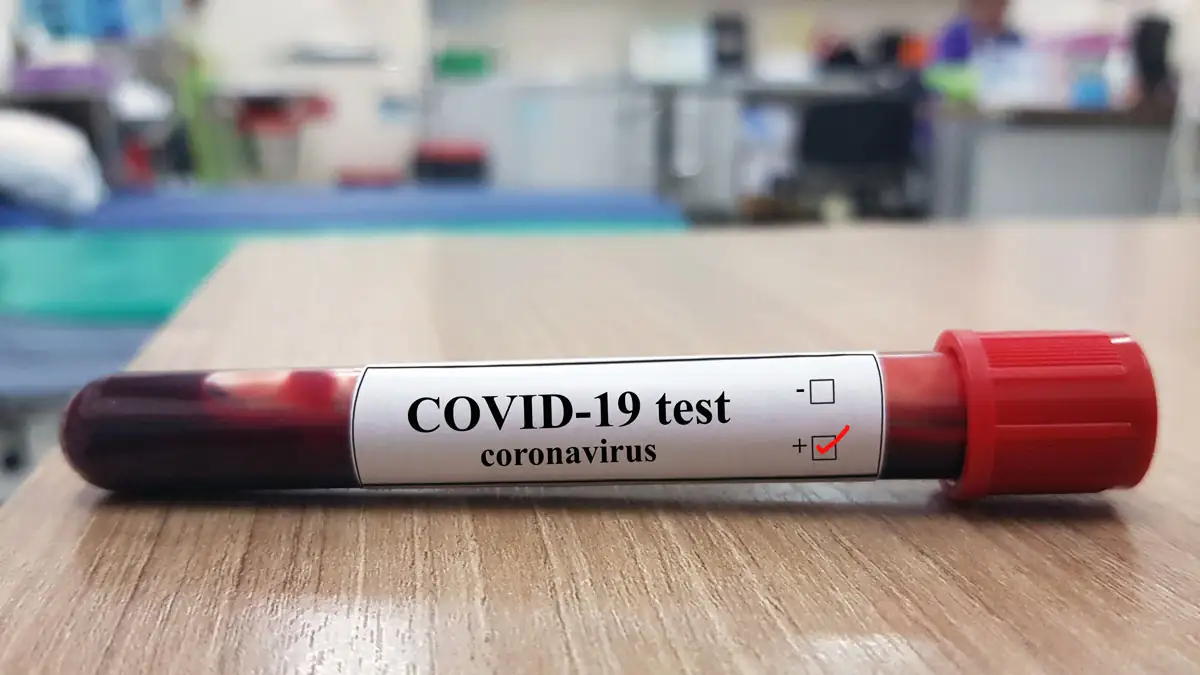 COVID-19 test
coronavirus
-
+